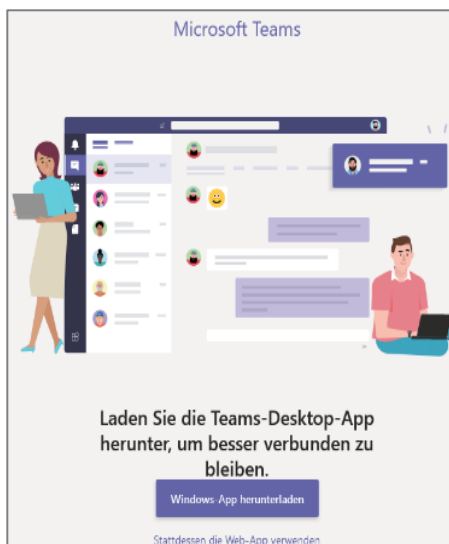 Microsoft Teams
Laden Sie die Teams-Desktop-App
herunter, um besser verbunden zu
bleiben.
Windows-App herunterladen
Stattdessen die Web-App verwenden